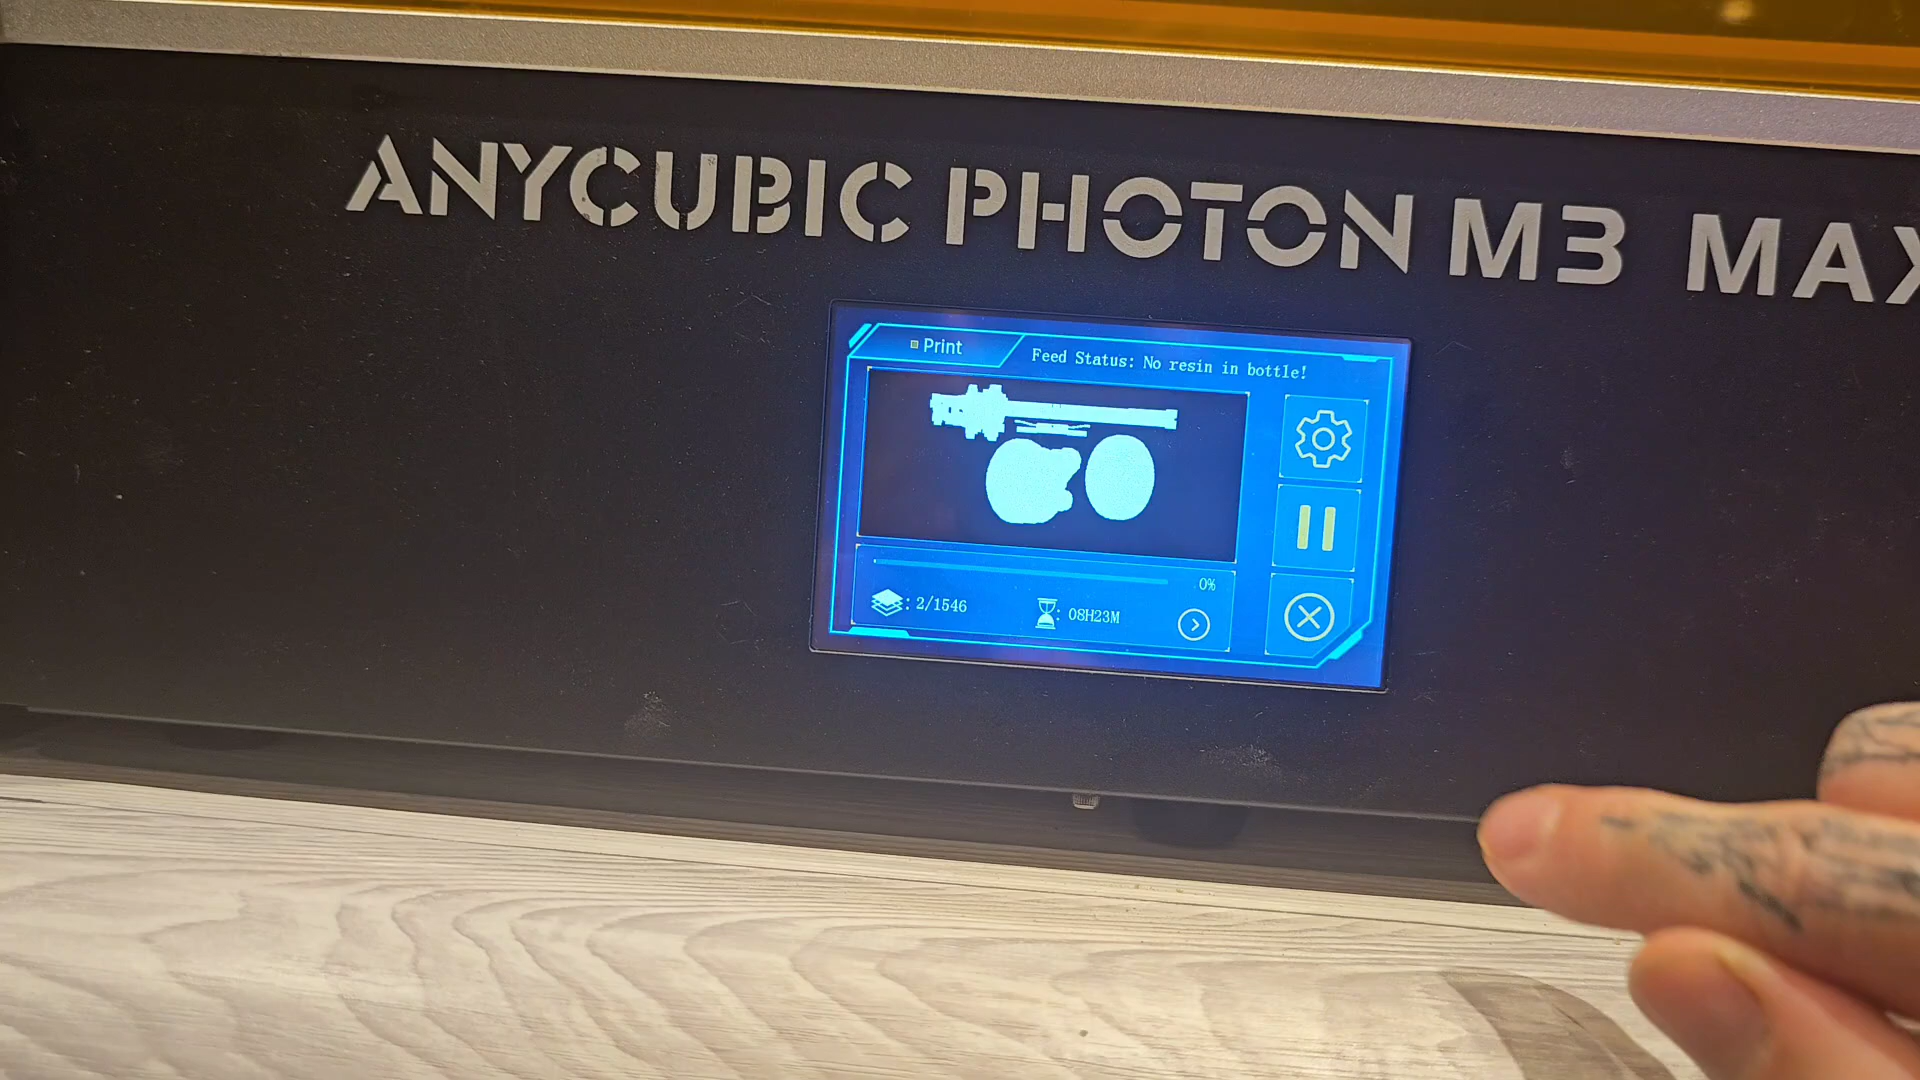 ANYCUBIC PHOTON M3 MAX
Print
Feed Status: No resin in bottle!
0%
: 2/1546
: 08H23M